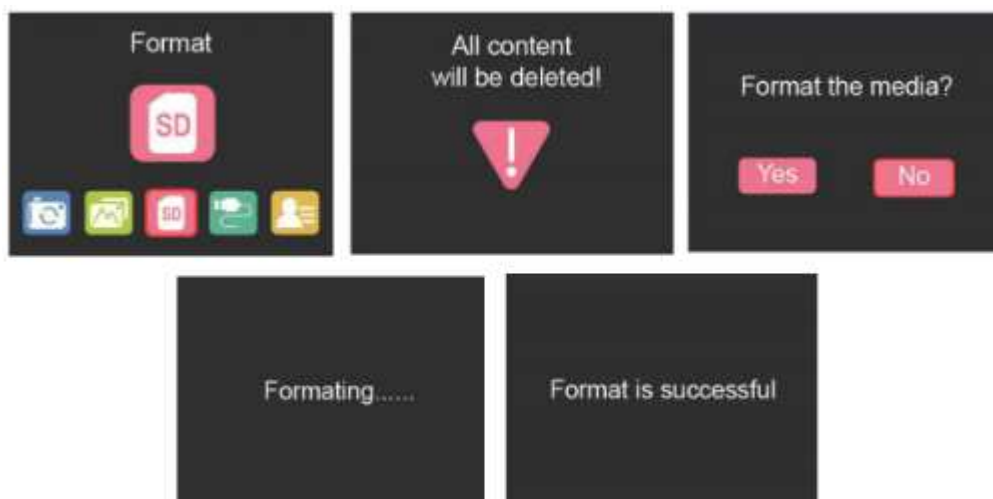 Format
SD
SD
All content
will be deleted!
!
Format the media?
Yes
No
Formating......
Format is successful